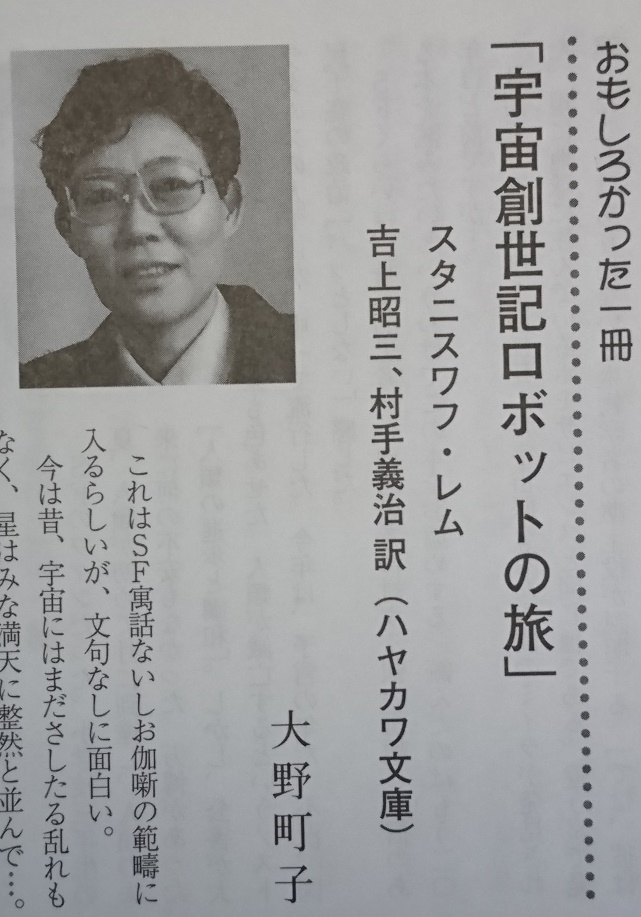 おもしろかった一冊
「宇宙創世記ロボットの旅」
スタニスワフ・レム
吉上昭三、村手義治 訳（ハヤカワ文庫）
大野町子
これはＳＦ寓話ないしお伽噺の範疇に
入るらしいが、文句なしに面白い。
今は昔、宇宙にはまださしたる乱れも
なく、星はみな満天に整然と並んで…。